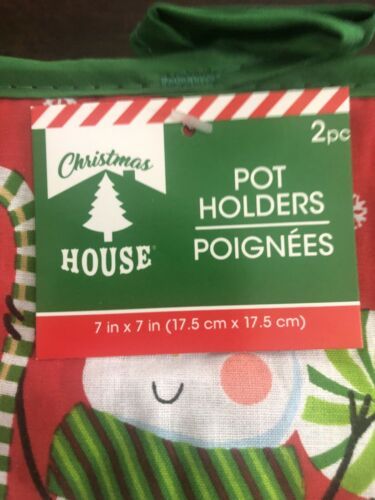 2pc
Christmas
HOUSE®
POT
HOLDERS
POIGNÉES
7 in x 7 in (17.5 cm x 17.5 cm)